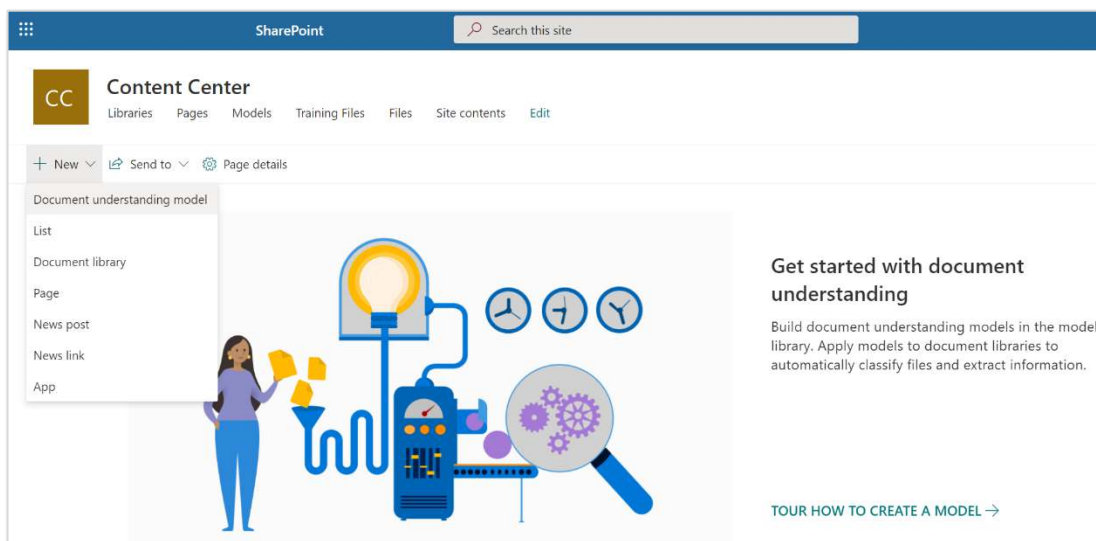 SharePoint
Search this site
CC
Content Center
Libraries Pages Models Training Files Files Site contents Edit
+ New Send to Page details
Document understanding model
List
Document library
Page
News post
News link
App
Get started with document
understanding
Build document understanding models in the model
library. Apply models to document libraries to
automatically classify files and extract information.
TOUR HOW TO CREATE A MODEL →